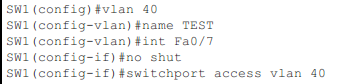 SW1(config)#vlan 40
SW1(config-vlan)#name TEST
SW1(config-vlan)#int Fa0/7
SW1(config-if)#no shut
SW1(config-if)#switchport access vlan 40